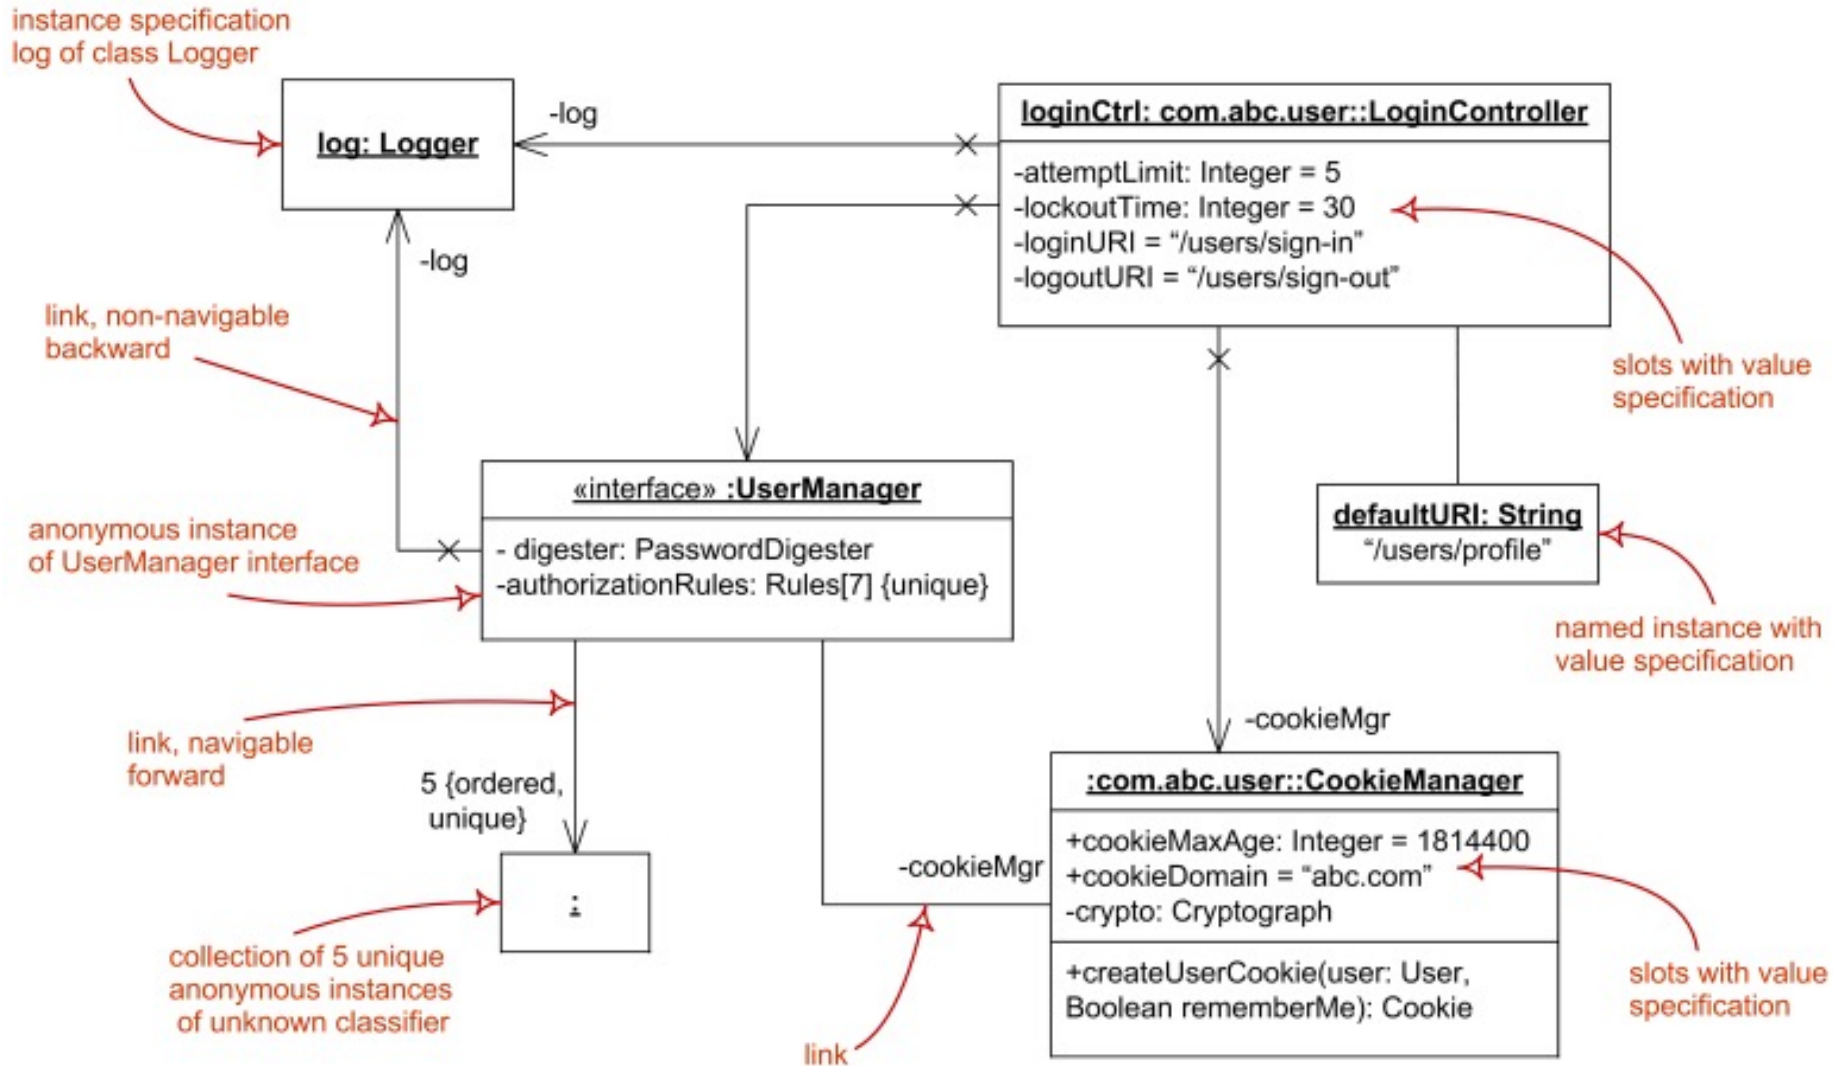 instance specification
log of class Logger
log: Logger
-log
loginCtrl: com.abc.user::LoginController
-attemptLimit: Integer = 5
-lockoutTime: Integer = 30
-loginURI = “/users/sign-in”
-logoutURI = “/users/sign-out”
-log
link, non-navigable
backward
slots with value
specification
«interface» :UserManager
- digester: PasswordDigester
-authorizationRules: Rules[7] {unique}
anonymous instance
of UserManager interface
defaultURI: String
“/users/profile”
named instance with
value specification
link, navigable
forward
5 {ordered,
unique}
-cookieMgr
:com.abc.user::CookieManager
+cookieMaxAge: Integer = 1814400
+cookieDomain = “abc.com”
-crypto: Cryptograph
+createUserCookie(user: User,
Boolean rememberMe): Cookie
-cookieMgr
:
collection of 5 unique
anonymous instances
of unknown classifier
link
slots with value
specification